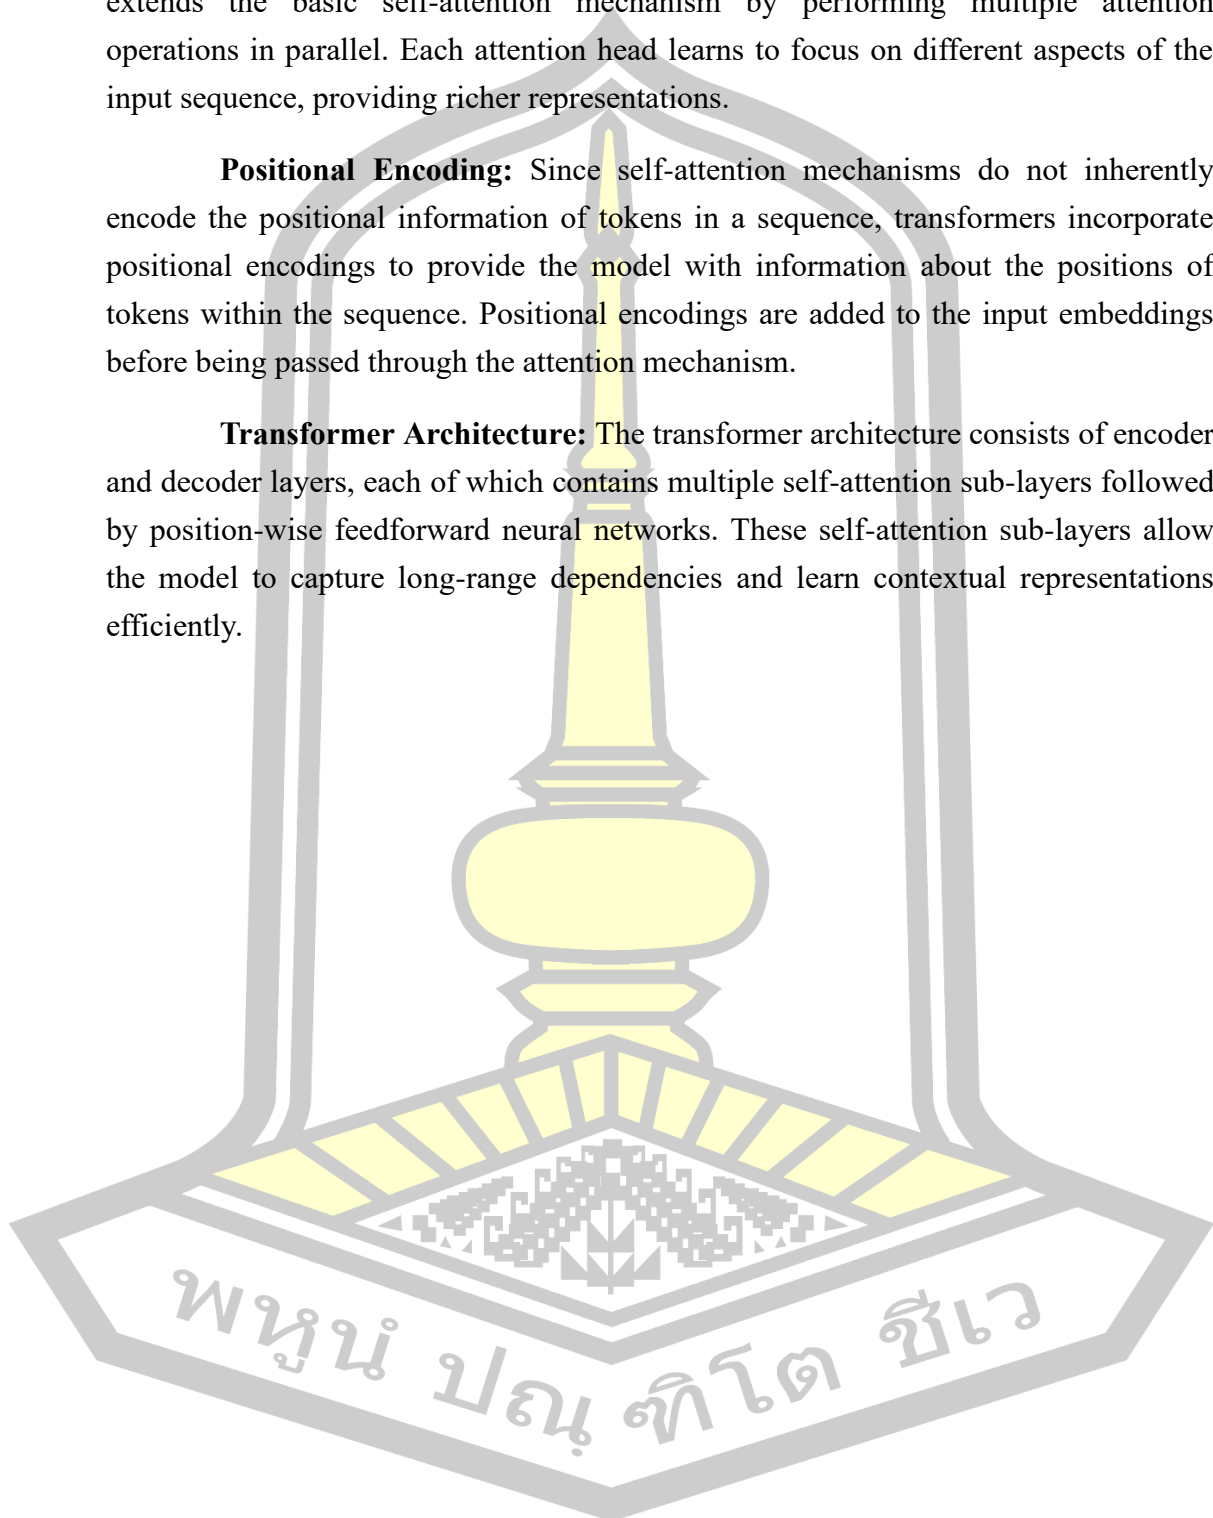 extends the basic self-attention mechanism by performing multiple attention
operations in parallel. Each attention head learns to focus on different aspects of the
input sequence, providing richer representations.
Positional Encoding: Since self-attention mechanisms do not inherently
encode the positional information of tokens in a sequence, transformers incorporate
positional encodings to provide the model with information about the positions of
tokens within the sequence. Positional encodings are added to the input embeddings
before being passed through the attention mechanism.
Transformer Architecture: The transformer architecture consists of encoder
and decoder layers, each of which contains multiple self-attention sub-layers followed
by position-wise feedforward neural networks. These self-attention sub-layers allow
the model to capture long-range dependencies and learn contextual representations
efficiently.
พหูนํ ปณฺ ฑิโต ชีเว